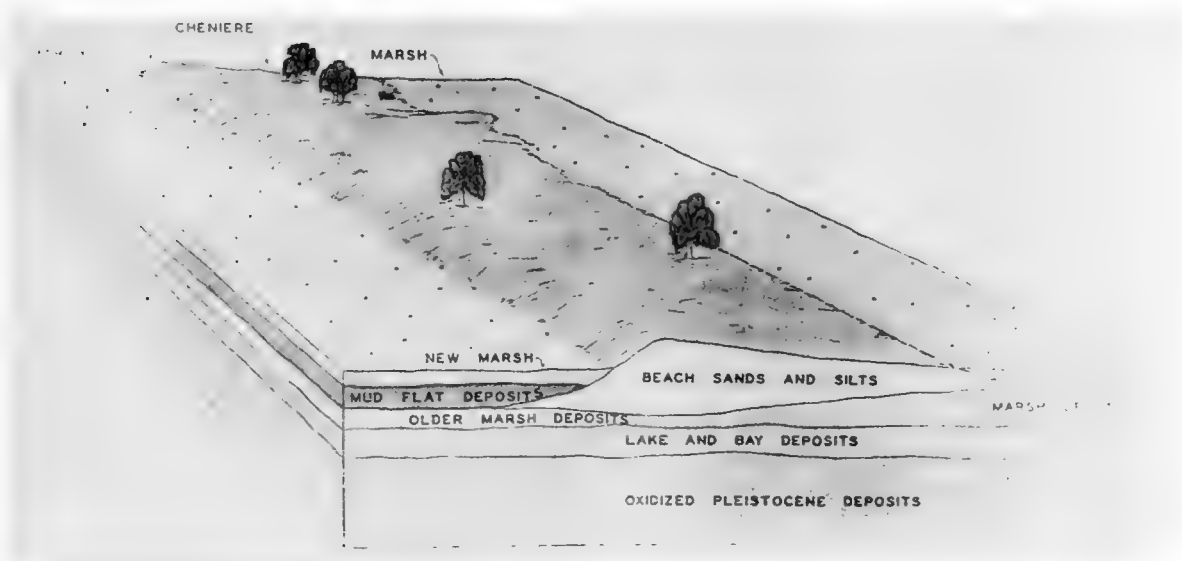 CHENIERE
MARSH
NEW MARSH
BEACH SANDS AND SILTS
MUD FLAT DEPOSITS
MARSH
OLDER MARSH DEPOSITS
LAKE AND BAY DEPOSITS
OXIDIZED PLEISTOCENE DEPOSITS